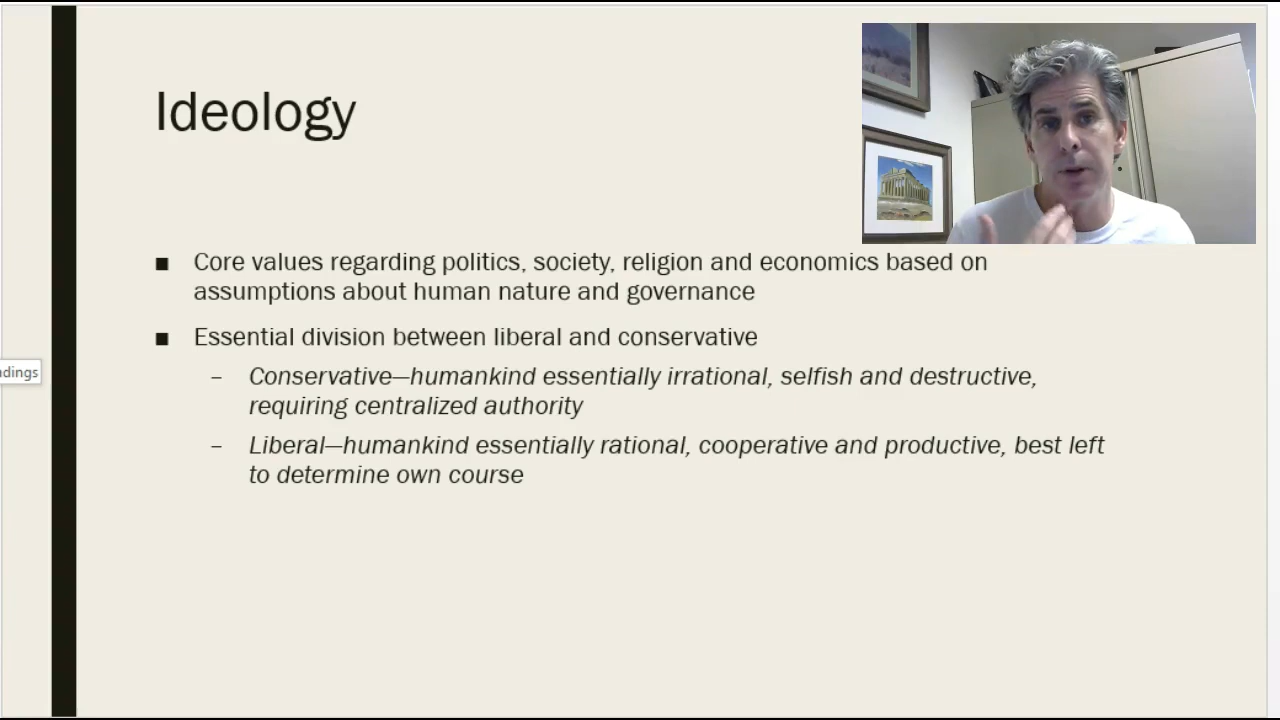 Ideology
■ Core values regarding politics, society, religion and economics based on
assumptions about human nature and governance
■ Essential division between liberal and conservative
– Conservative—humankind essentially irrational, selfish and destructive,
requiring centralized authority
– Liberal—humankind essentially rational, cooperative and productive, best left
to determine own course